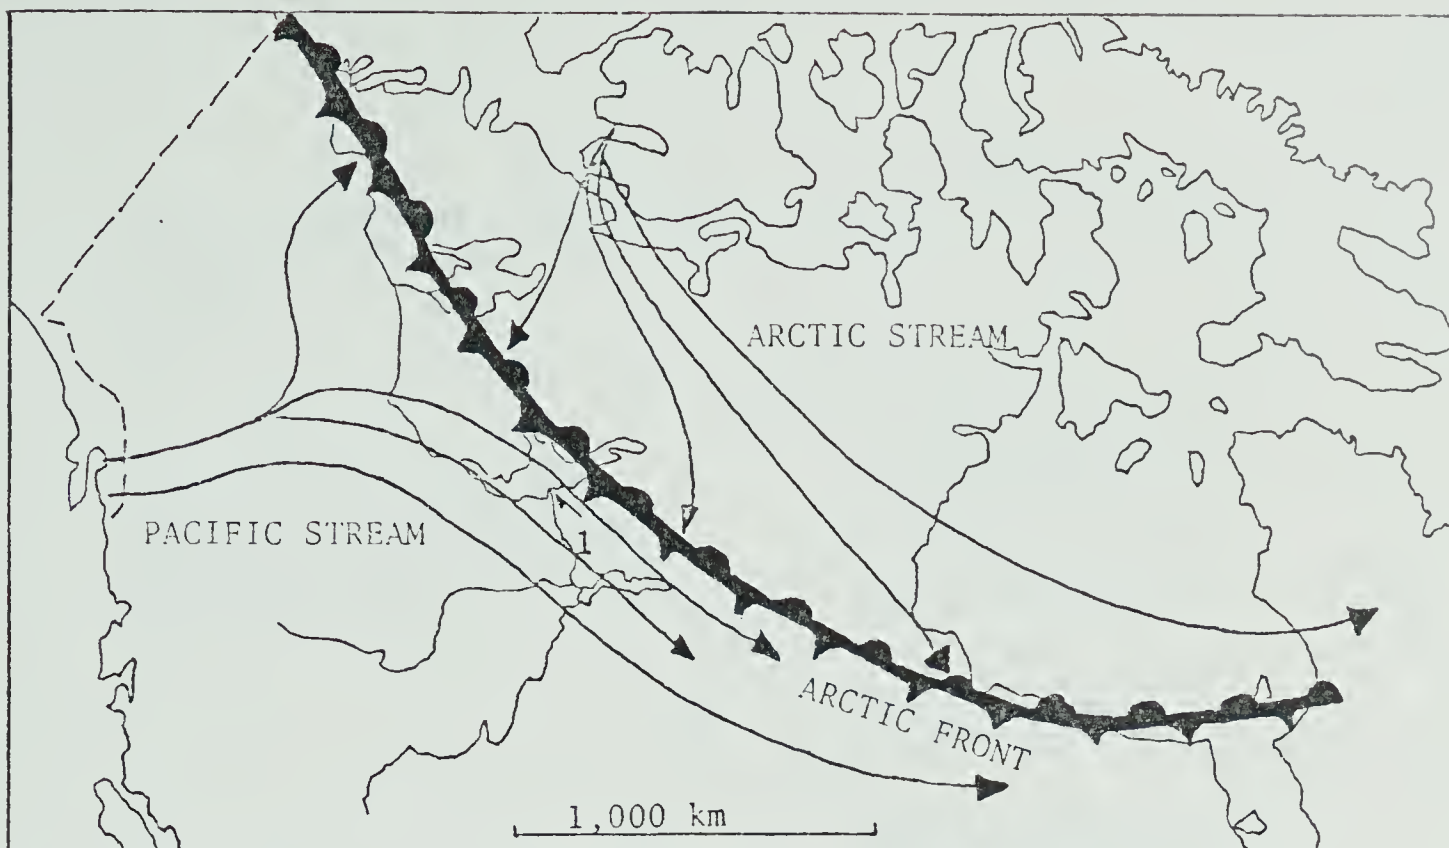 ARCTIC STREAM
PACIFIC STREAM
1
ARCTIC FRONT
1,000 km